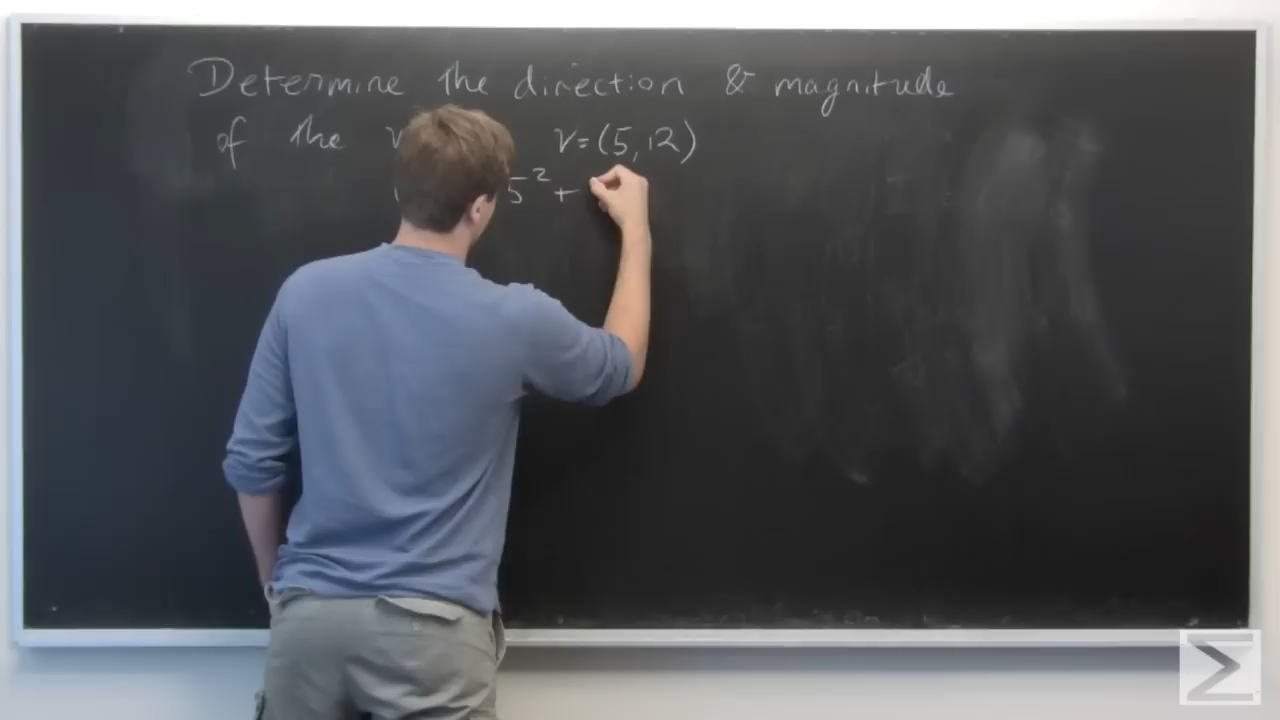 Determine the direction & magnitude
of the v=(5,12)
5²+